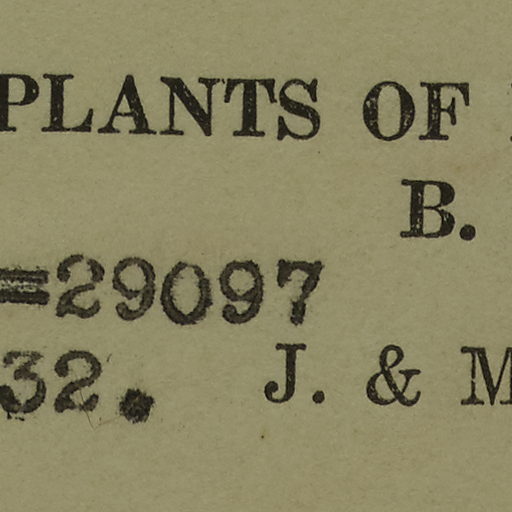 PLANTS OF
B.
=29097
32. J. & M